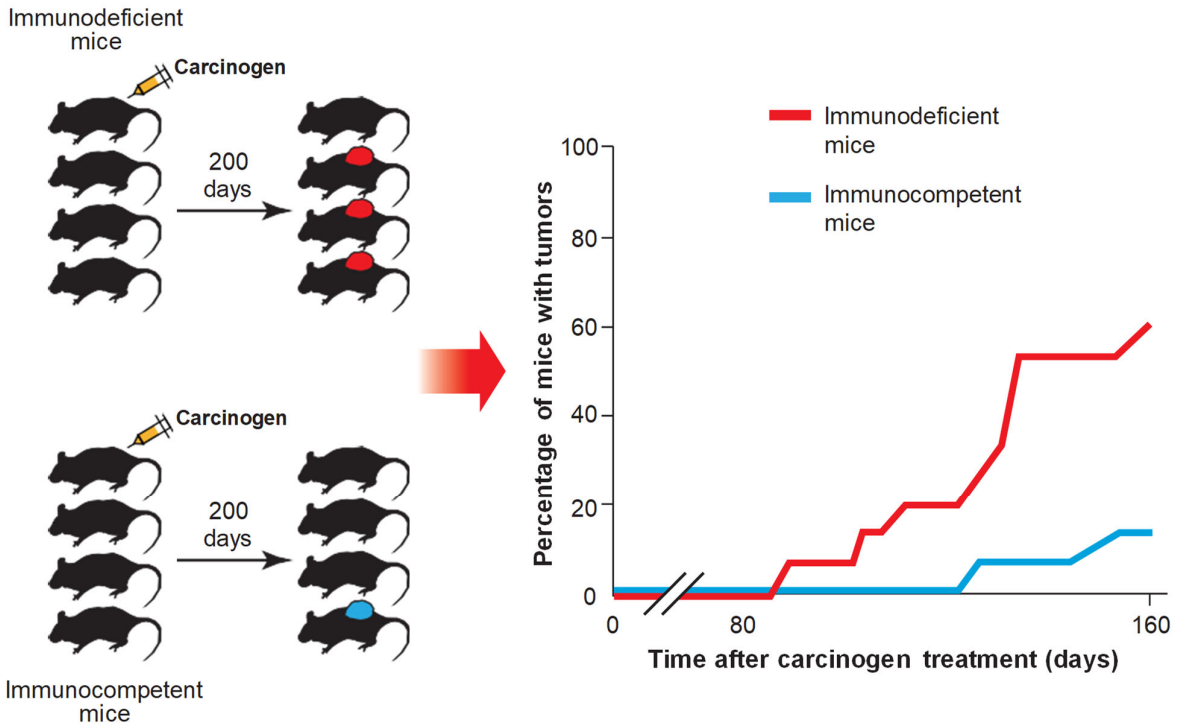 Immunodeficient
mice
Carcinogen
200
days
Carcinogen
200
days
Immunocompetent
mice
Immunodeficient
mice
Immunocompetent
mice
Percentage of mice with tumors
100
80
60
40
20
0
0
80
160
Time after carcinogen treatment (days)